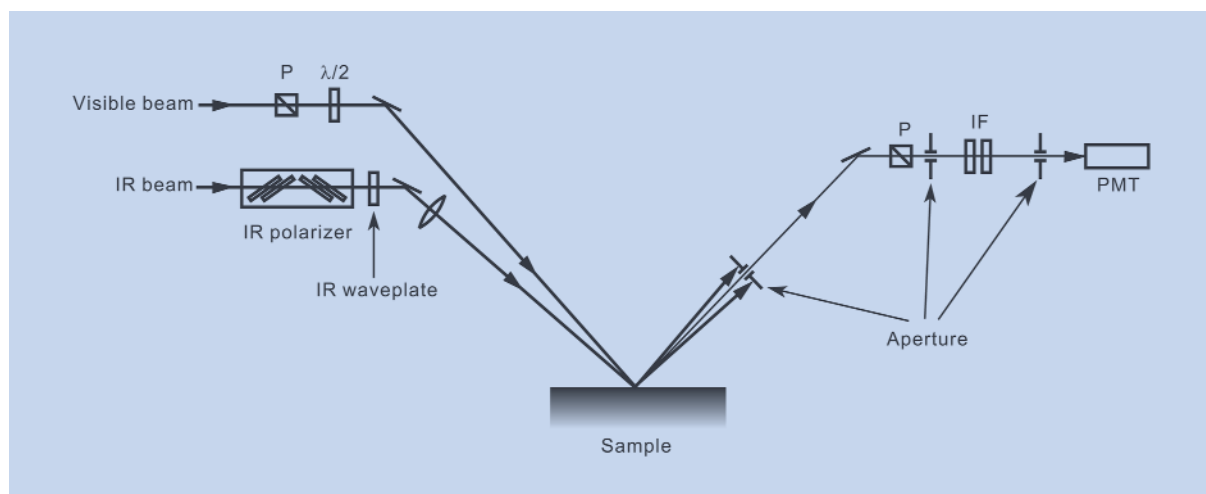 P
λ/2
Visible beam
IR beam
IR polarizer
IR waveplate
P
IF
PMT
Aperture
Sample